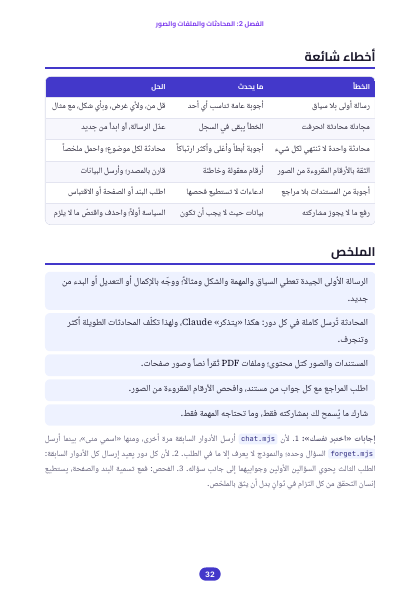 الفصل 2: المحادثات والملفات والصور
أخطاء شائعة
الخطأ ما يحدث الحل
رسالة أولى بلا سياق أجوبة عامة تناسب أي أحد قل من، ولأي غرض، وبأي شكل، مع مثال
مجادلة محادثة انحرفت الخطأ يبقى في السجل عدّل الرسالة، أو ابدأ من جديد
محادثة واحدة لا تنتهي لكل شيء أجوبة أبطأ وأغلى وأكثر ارتباكاً محادثة لكل موضوع؛ واحمل ملخصاً
الثقة بالأرقام المقروءة من الصور أرقام معقولة وخاطئة قارن بالمصدر؛ وأرسل البيانات
أجوبة من المستندات بلا مراجع ادعاءات لا تستطيع فحصها اطلب البند أو الصفحة أو الاقتباس
رفع ما لا يجوز مشاركته بيانات حيث لا يجب أن تكون السياسة أولاً؛ واحذف واقتصّ ما لا يلزم
الملخص
الرسالة الأولى الجيدة تعطي السياق والمهمة والشكل ومثالاً؛ ووجّه بالإكمال أو التعديل أو البدء من
جديد.
المحادثة تُرسل كاملة في كل دور: هكذا «يتذكر» Claude، ولهذا تكلّف المحادثات الطويلة أكثر
وتنجرف.
المستندات والصور كتل محتوى؛ وملفات PDF تُقرأ نصاً وصور صفحات.
اطلب المراجع مع كل جواب من مستند، وافحص الأرقام المقروءة من الصور.
شارك ما يُسمح لك بمشاركته فقط، وما تحتاجه المهمة فقط.
إجابات «اختبر نفسك»: 1. لأن chat.mjs أرسل الأدوار السابقة مرة أخرى، ومنها «اسمي منى»، بينما أرسل
forget.mjs السؤال وحده؛ والنموذج لا يعرف إلا ما في الطلب. 2. لأن كل دور يعيد إرسال كل الأدوار السابقة:
الطلب الثالث يحوي السؤالين الأولين وجوابيهما إلى جانب سؤاله. 3. الفحص: فمع تسمية البند والصفحة، يستطيع
إنسان التحقق من كل التزام في ثوانٍ بدل أن يثق بالملخص.
32